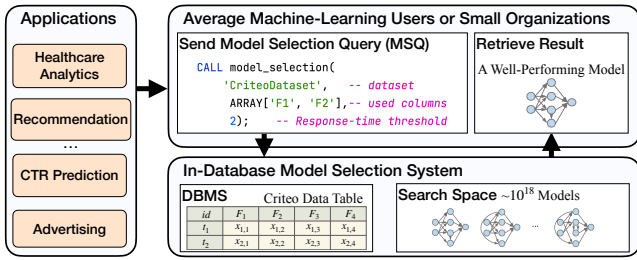 Applications
Healthcare
Analytics
Recommendation
...
CTR Prediction
Advertising
Average Machine-Learning Users or Small Organizations
Send Model Selection Query (MSQ)
CALL model_selection(
'CriteoDataset', -- dataset
ARRAY['F1', 'F2'],-- used columns
2); -- Response-time threshold
Retrieve Result
A Well-Performing Model
In-Database Model Selection System
DBMS
Criteo Data Table
id F₁ F₂ F₃ F₄
t₁ x₁,₁ x₁,₂ x₁,₃ x₁,₄
t₂ x₂,₁ x₂,₂ x₂,₃ x₂,₄
Search Space ~10¹⁸ Models
...